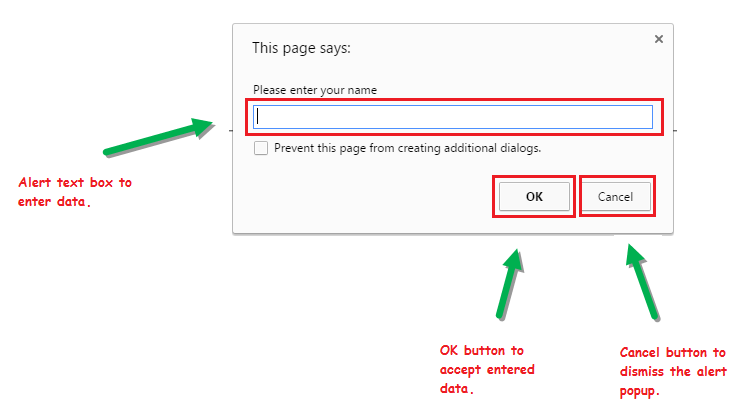 This page says:
Please enter your name
Prevent this page from creating additional dialogs.
OK
Cancel
Alert text box to
enter data.
OK button to
accept entered
data.
Cancel button to
dismiss the alert
popup.